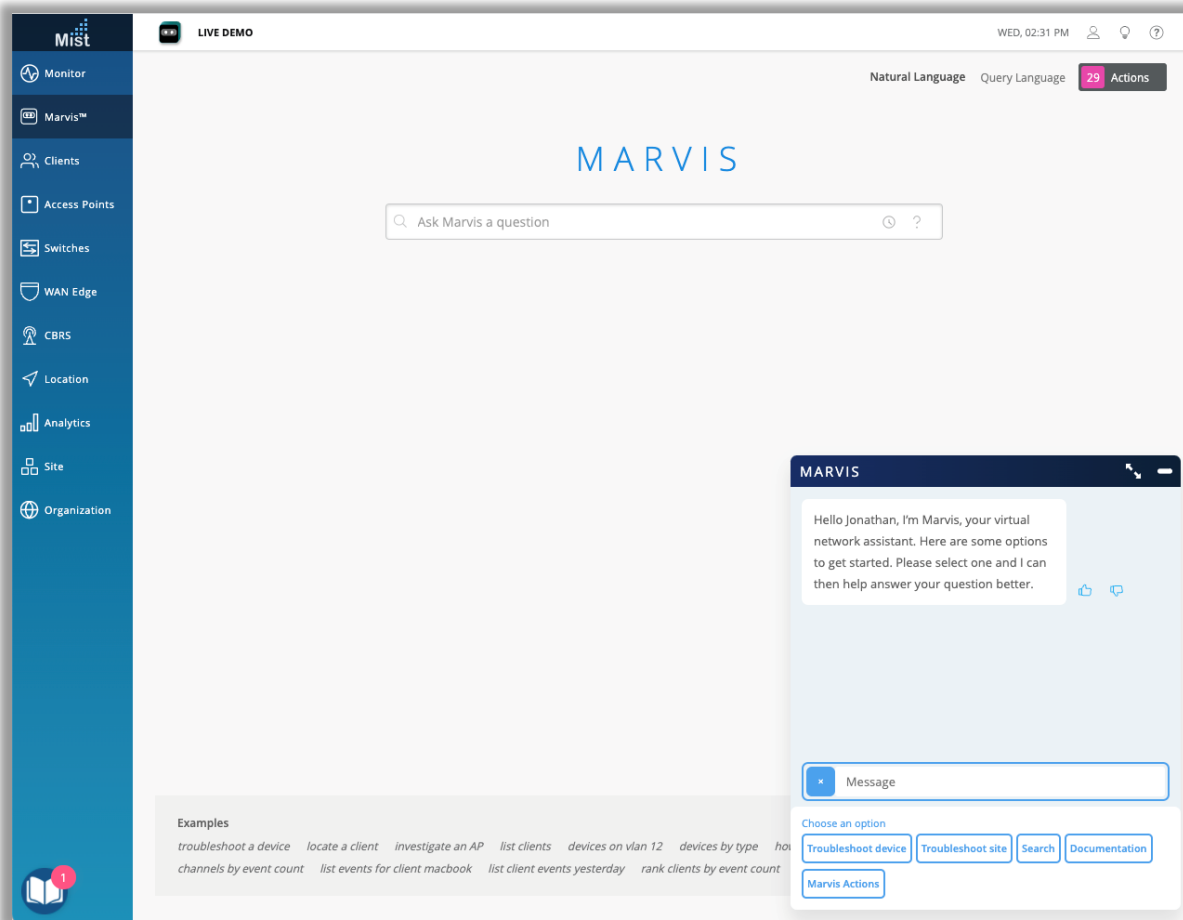 Mist
LIVE DEMO
WED, 02:31 PM
Monitor
Marvis™
Clients
Access Points
Switches
WAN Edge
CBRS
Location
Analytics
Site
Organization
1
Natural Language Query Language 29 Actions
MARVIS
Ask Marvis a question
Examples
troubleshoot a device locate a client investigate an AP list clients devices on vlan 12 devices by type
channels by event count list events for client macbook list client events yesterday rank clients by event count
MARVIS
Hello Jonathan, I'm Marvis, your virtual
network assistant. Here are some options
to get started. Please select one and I can
then help answer your question better.
Message
Choose an option
Troubleshoot device Troubleshoot site Search Documentation
Marvis Actions